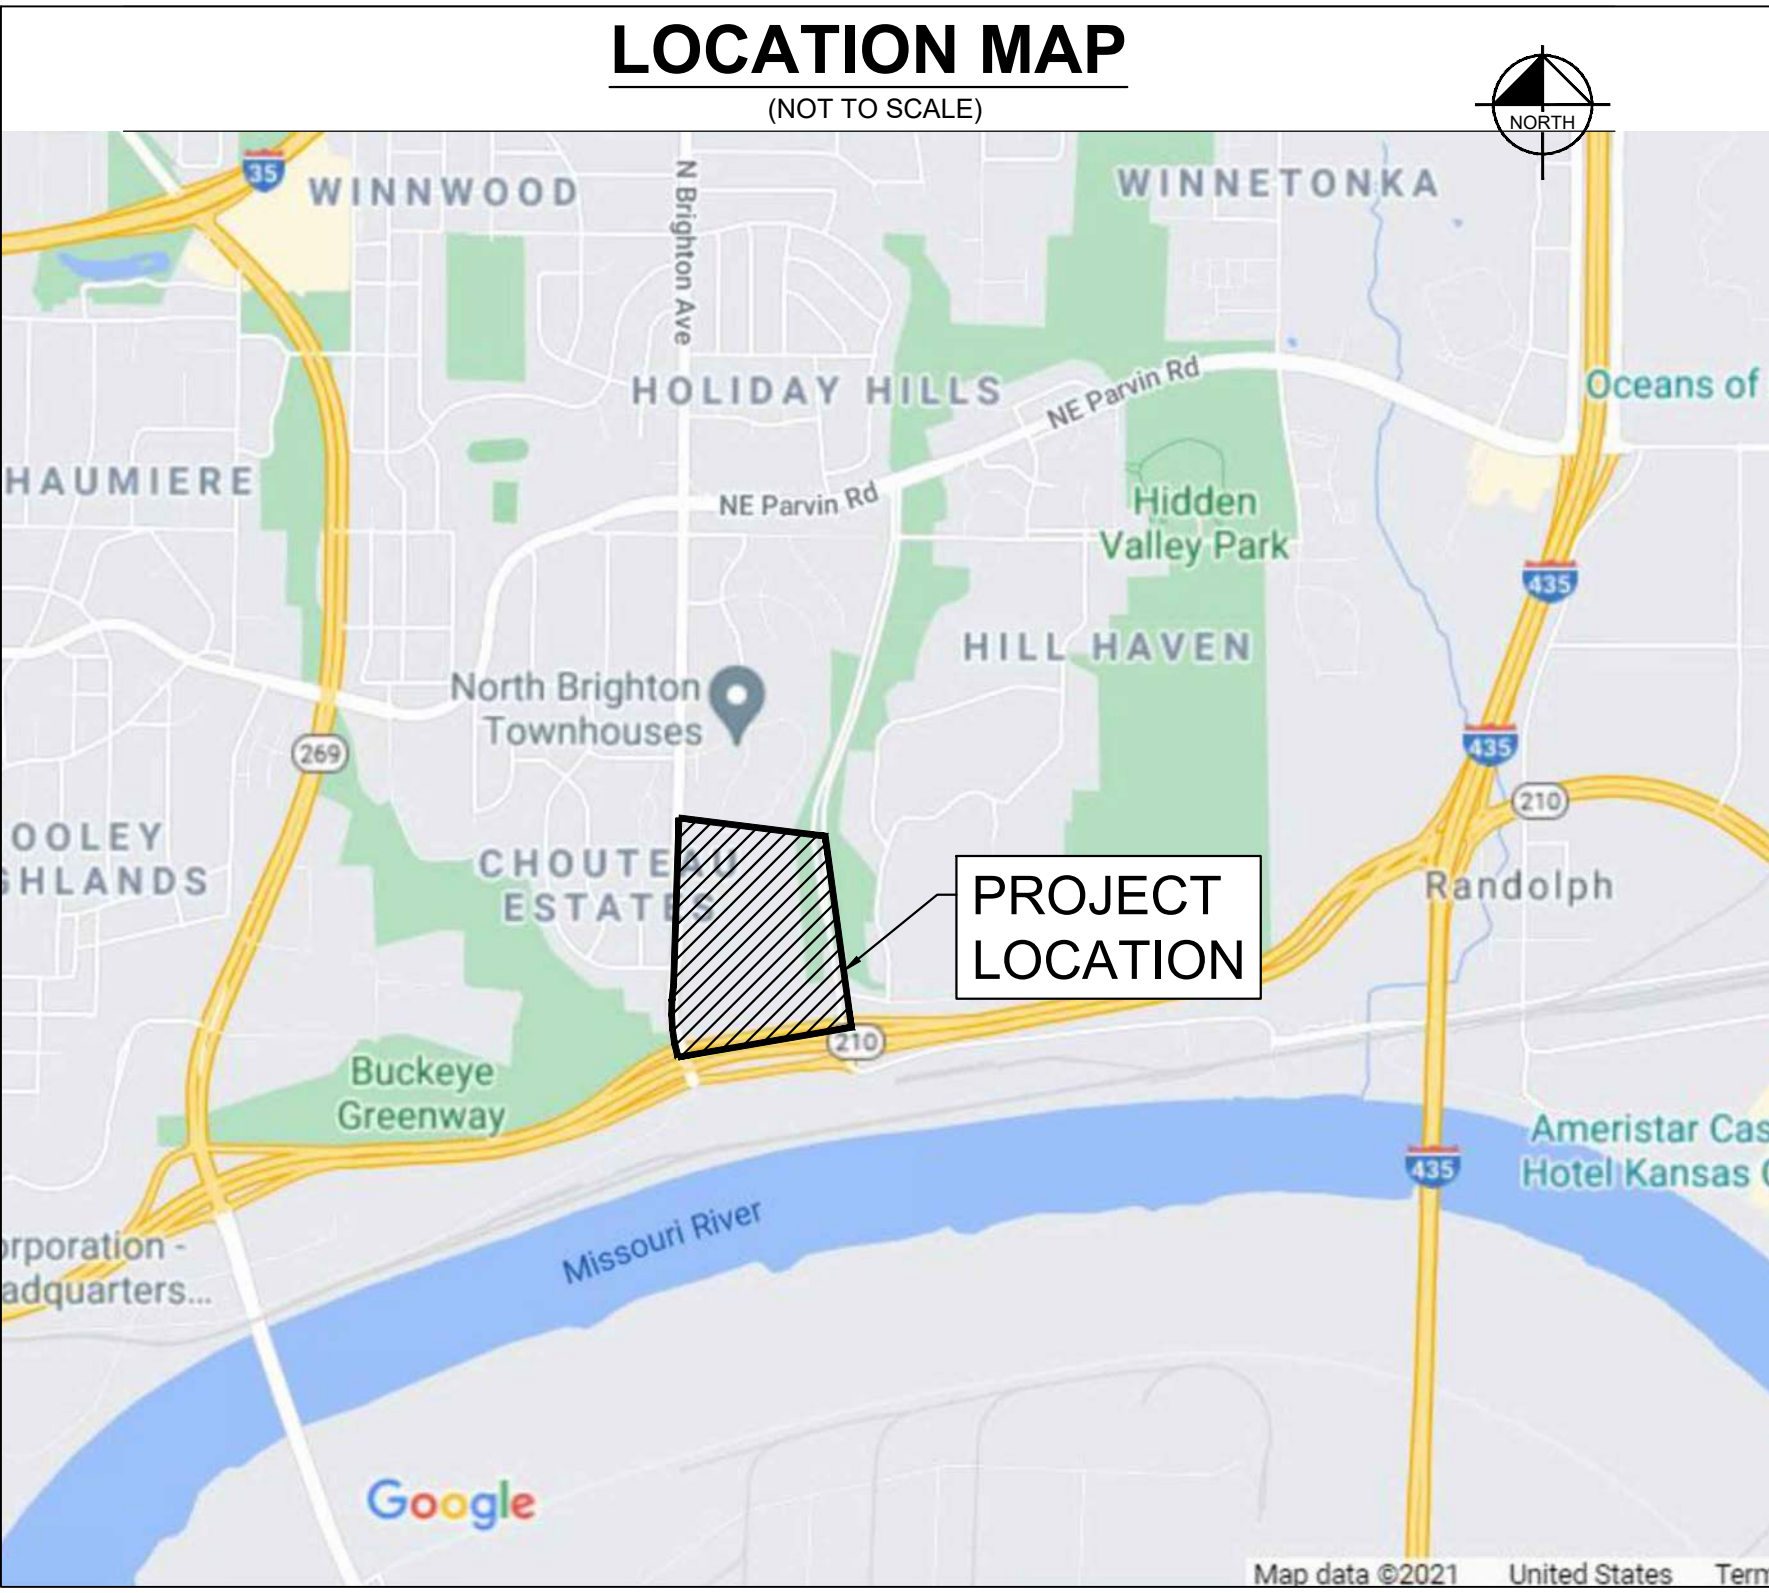 LOCATION MAP
(NOT TO SCALE)
NORTH
35
WINNWOOD
N Brighton Ave
WINNETONKA
HOLIDAY HILLS
NE Parvin Rd
Oceans of
HAUMIERE
NE Parvin Rd
Hidden
Valley Park
435
HILL HAVEN
North Brighton
Townhouses
269
435
210
OOLEY
GHLANDS
CHOUTEAU
ESTATES
PROJECT
LOCATION
Randolph
210
Buckeye
Greenway
Ameristar Cas
Hotel Kansas C
435
Missouri River
orporation -
adquarters...
Google
Map data ©2021 United States Term